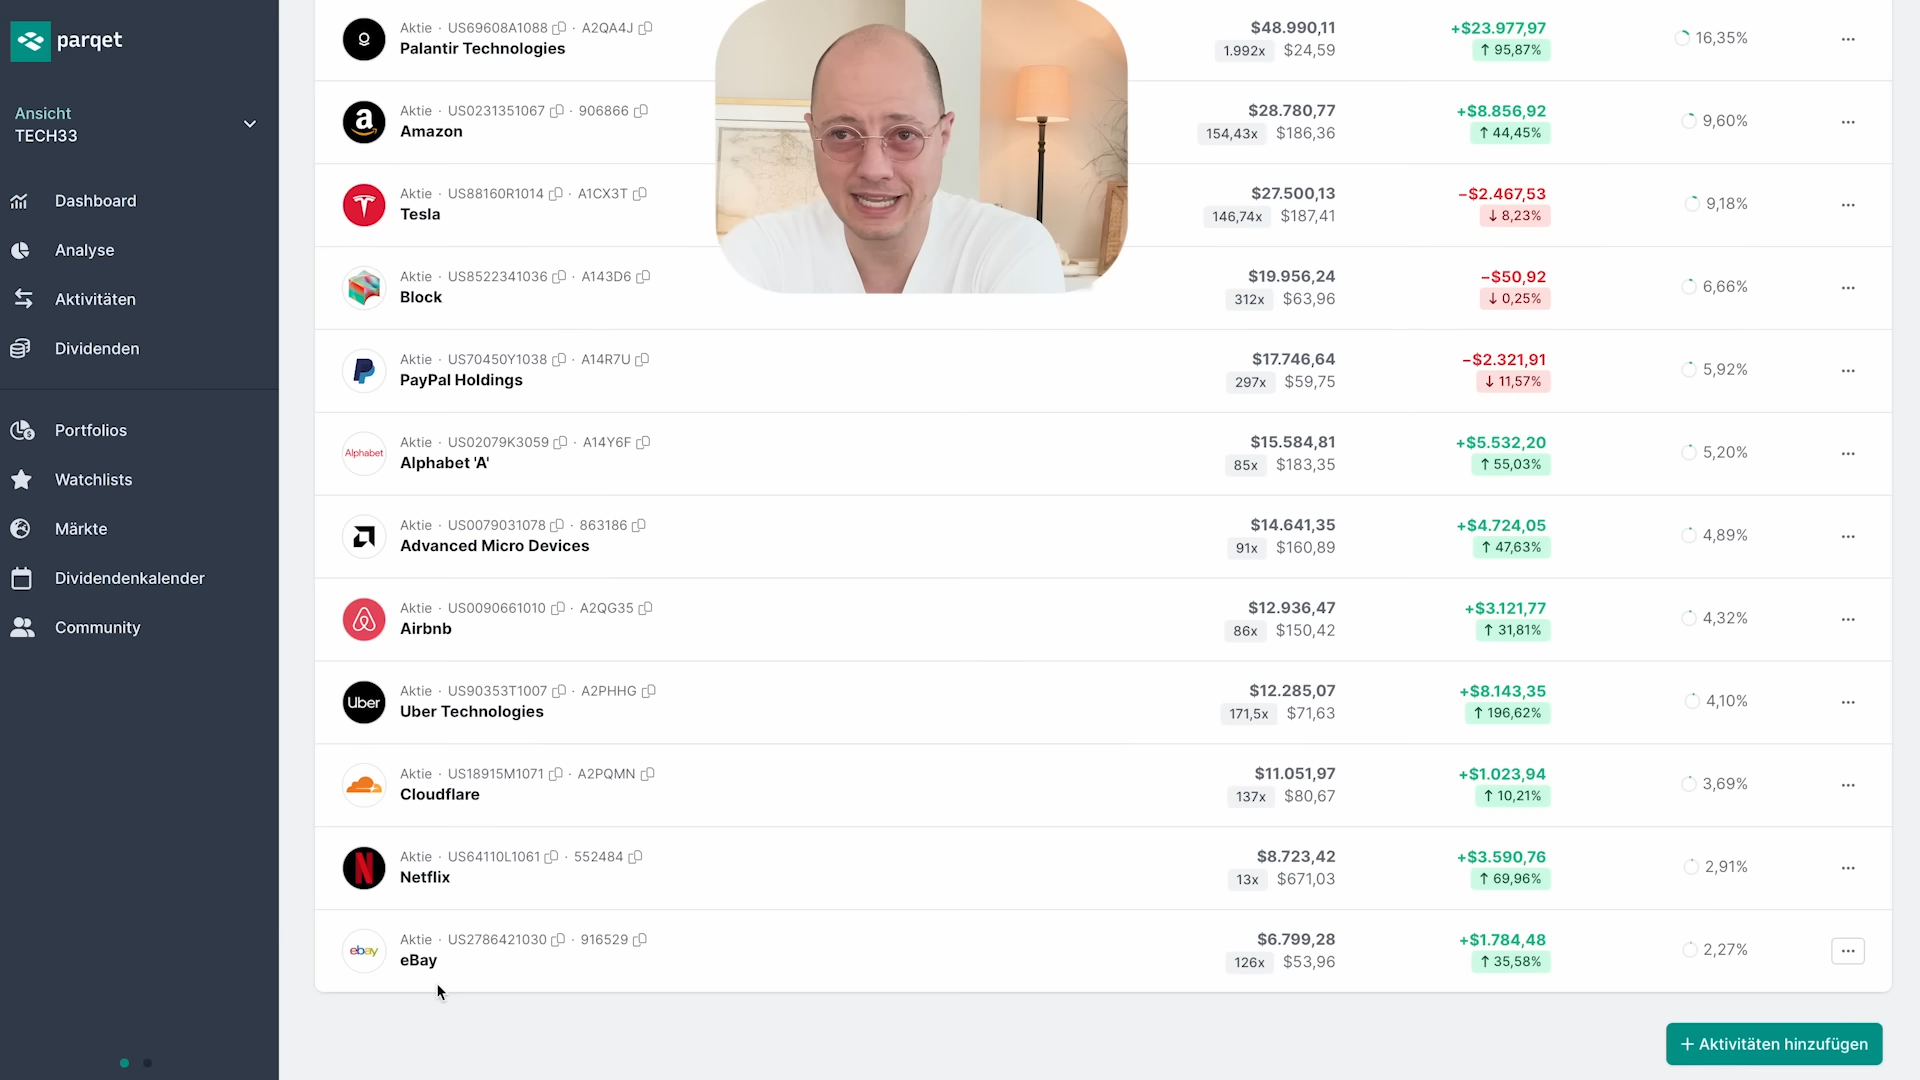 parqet
Ansicht
TECH33
Dashboard
Analyse
Aktivitäten
Dividenden
Portfolios
Watchlists
Märkte
Dividendenkalender
Community
Aktie · US69608A1088 · A2QA4J
Palantir Technologies
$48.990,11
1.992x $24,59
+$23.977,97
↑ 95,87%
16,35%
Aktie · US0231351067 · 906866
Amazon
$28.780,77
154,43x $186,36
+$8.856,92
↑ 44,45%
9,60%
Aktie · US88160R1014 · A1CX3T
Tesla
$27.500,13
146,74x $187,41
−$2.467,53
↓ 8,23%
9,18%
Aktie · US8522341036 · A143D6
Block
$19.956,24
312x $63,96
−$50,92
↓ 0,25%
6,66%
Aktie · US70450Y1038 · A14R7U
PayPal Holdings
$17.746,64
297x $59,75
−$2.321,91
↓ 11,57%
5,92%
Alphabet
Aktie · US02079K3059 · A14Y6F
Alphabet 'A'
$15.584,81
85x $183,35
+$5.532,20
↑ 55,03%
5,20%
Aktie · US0079031078 · 863186
Advanced Micro Devices
$14.641,35
91x $160,89
+$4.724,05
↑ 47,63%
4,89%
Aktie · US0090661010 · A2QG35
Airbnb
$12.936,47
86x $150,42
+$3.121,77
↑ 31,81%
4,32%
Uber
Aktie · US90353T1007 · A2PHHG
Uber Technologies
$12.285,07
171,5x $71,63
+$8.143,35
↑ 196,62%
4,10%
Aktie · US18915M1071 · A2PQMN
Cloudflare
$11.051,97
137x $80,67
+$1.023,94
↑ 10,21%
3,69%
Aktie · US64110L1061 · 552484
Netflix
$8.723,42
13x $671,03
+$3.590,76
↑ 69,96%
2,91%
ebay
Aktie · US2786421030 · 916529
eBay
$6.799,28
126x $53,96
+$1.784,48
↑ 35,58%
2,27%
+ Aktivitäten hinzufügen